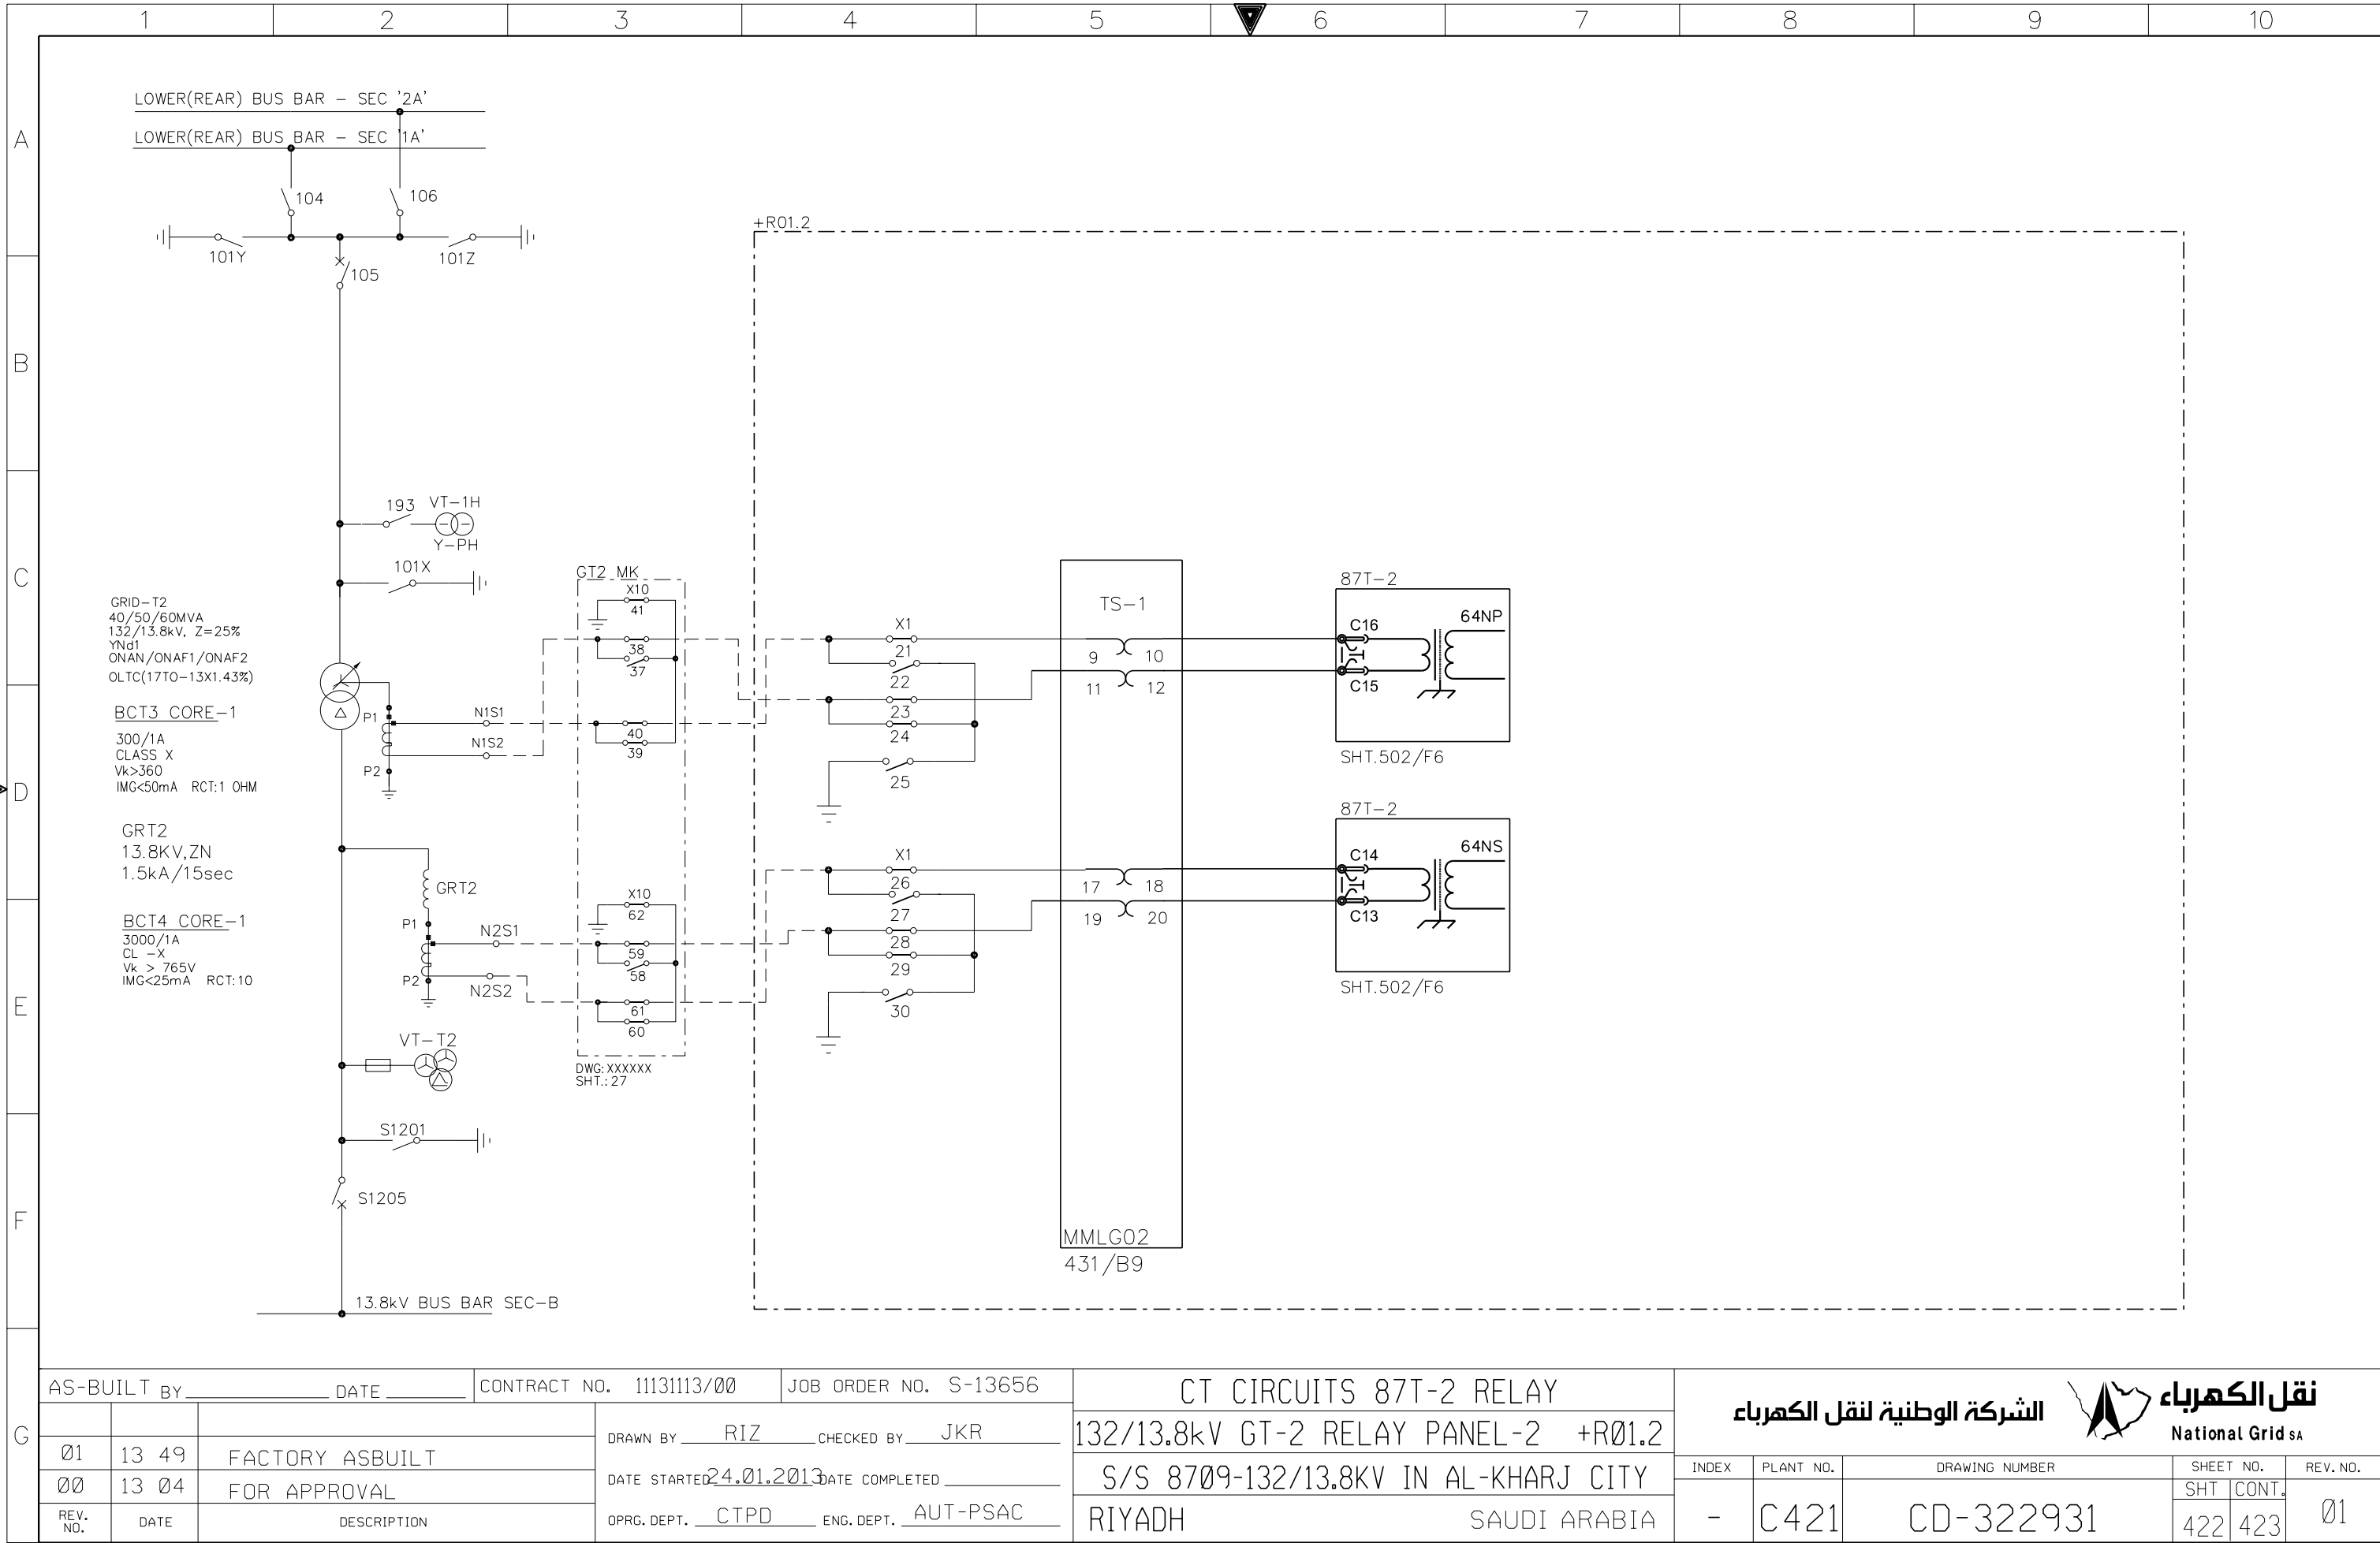 1 2 3 4 5 6 7 8 9 10
A
B
C
D
E
F
G
LOWER(REAR) BUS BAR - SEC '2A'
LOWER(REAR) BUS BAR - SEC '1A'
104
106
101Y
101Z
105
193 VT-1H
Y-PH
101X
GRID-T2
40/50/60MVA
132/13.8kV, Z=25%
YNd1
ONAN/ONAF1/ONAF2
OLTC(17TO-13X1.43%)
BCT3 CORE-1
300/1A
CLASS X
Vk>360
IMG<50mA RCT:1 OHM
P1
P2
N1S1
N1S2
GRT2
13.8KV,ZN
1.5kA/15sec
GRT2
BCT4 CORE-1
3000/1A
CL -X
Vk > 765V
IMG<25mA RCT:10
P1
P2
N2S1
N2S2
VT-T2
S1201
S1205
13.8kV BUS BAR SEC-B
GT2 MK
X10
41
38
37
40
39
X10
62
59
58
61
60
DWG:XXXXXX
SHT.:27
+R01.2
X1
21
22
23
24
25
X1
26
27
28
29
30
TS-1
9 10
11 12
17 18
19 20
MMLG02
431/B9
87T-2
C16
C15
64NP
SHT.502/F6
87T-2
C14
C13
64NS
SHT.502/F6
AS-BUILT BY DATE
CONTRACT NO. 11131113/00
JOB ORDER NO. S-13656
01 13 49 FACTORY ASBUILT
00 13 04 FOR APPROVAL
REV. NO. DATE DESCRIPTION
DRAWN BY RIZ CHECKED BY JKR
DATE STARTED 24.01.2013 DATE COMPLETED
OPRG. DEPT. CTPD ENG. DEPT. AUT-PSAC
CT CIRCUITS 87T-2 RELAY
132/13.8kV GT-2 RELAY PANEL-2 +R01.2
S/S 8709-132/13.8KV IN AL-KHARJ CITY
RIYADH SAUDI ARABIA
الشركة الوطنية لنقل الكهرباء
نقل الكهرباء
National Grid SA
INDEX PLANT NO. DRAWING NUMBER SHEET NO. REV. NO.
SHT CONT.
- C421 CD-322931 422 423 01